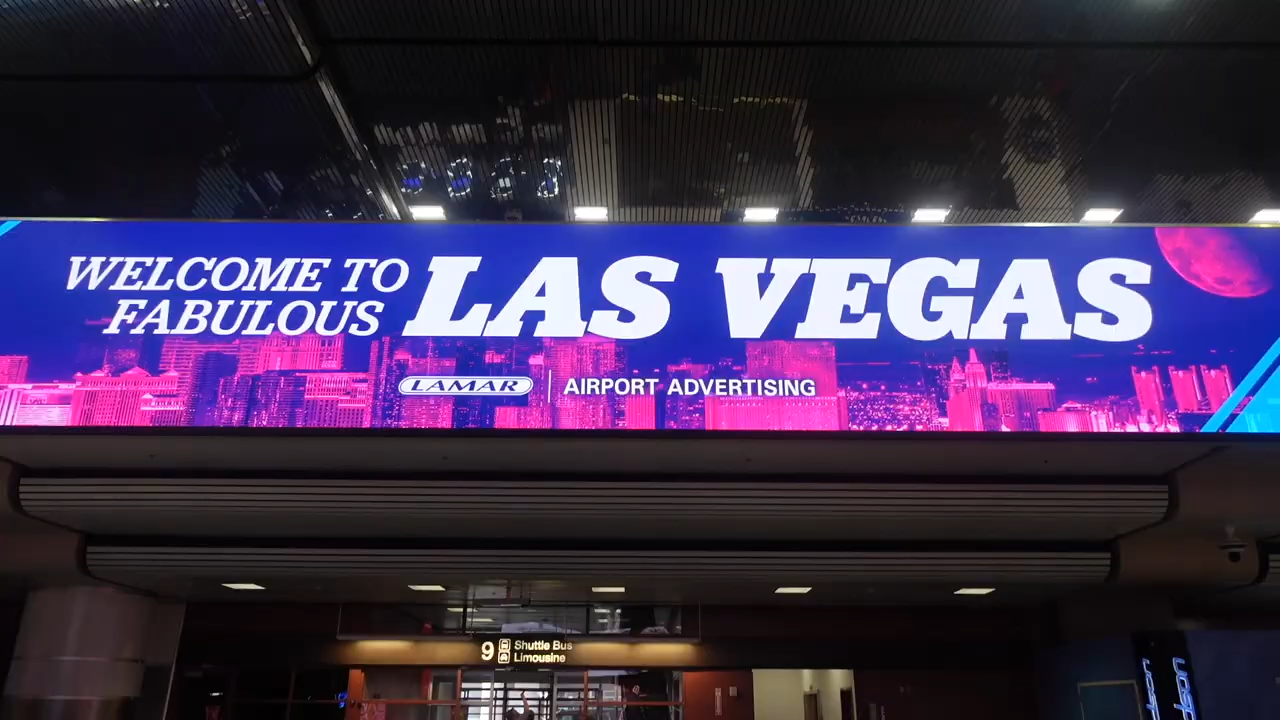 WELCOME TO
FABULOUS
LAS VEGAS
LAMAR
AIRPORT ADVERTISING
9
Shuttle Bus
Limousine